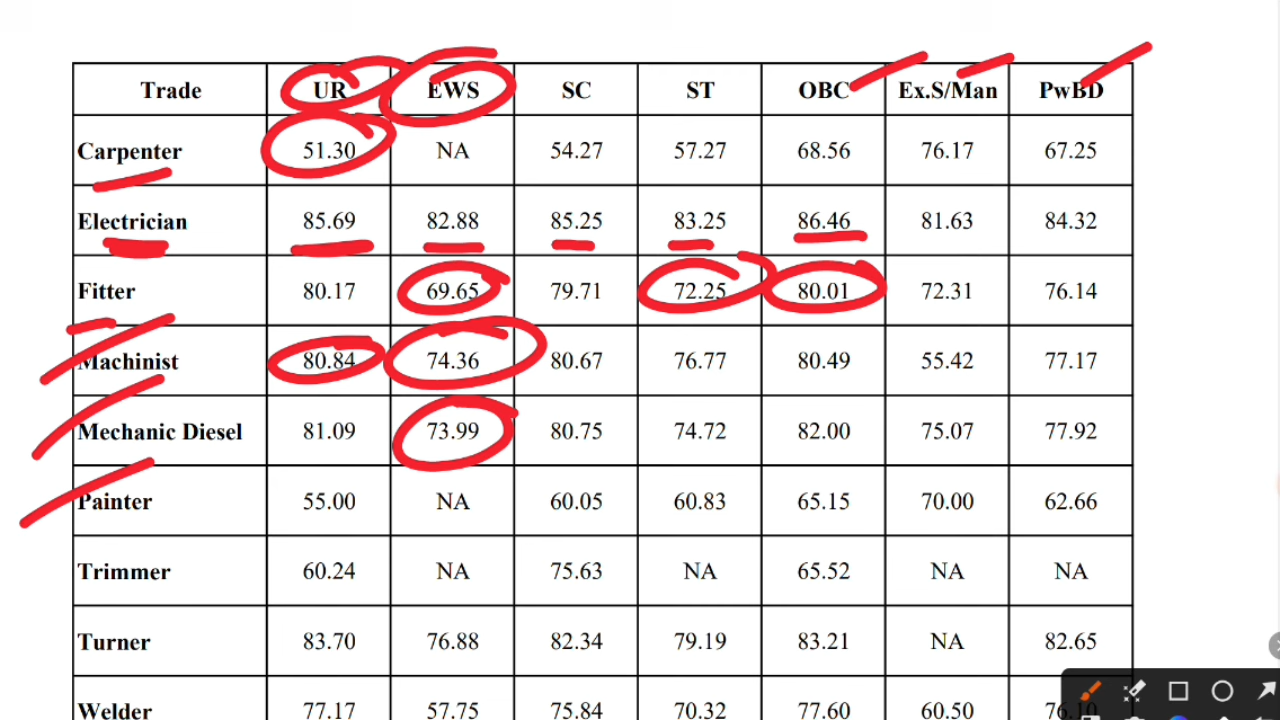 Trade UR EWS SC ST OBC Ex.S/Man PwBD
Carpenter 51.30 NA 54.27 57.27 68.56 76.17 67.25
Electrician 85.69 82.88 85.25 83.25 86.46 81.63 84.32
Fitter 80.17 69.65 79.71 72.25 80.01 72.31 76.14
Machinist 80.84 74.36 80.67 76.77 80.49 55.42 77.17
Mechanic Diesel 81.09 73.99 80.75 74.72 82.00 75.07 77.92
Painter 55.00 NA 60.05 60.83 65.15 70.00 62.66
Trimmer 60.24 NA 75.63 NA 65.52 NA NA
Turner 83.70 76.88 82.34 79.19 83.21 NA 82.65
Welder 77.17 57.75 75.84 70.32 77.60 60.50 76.10